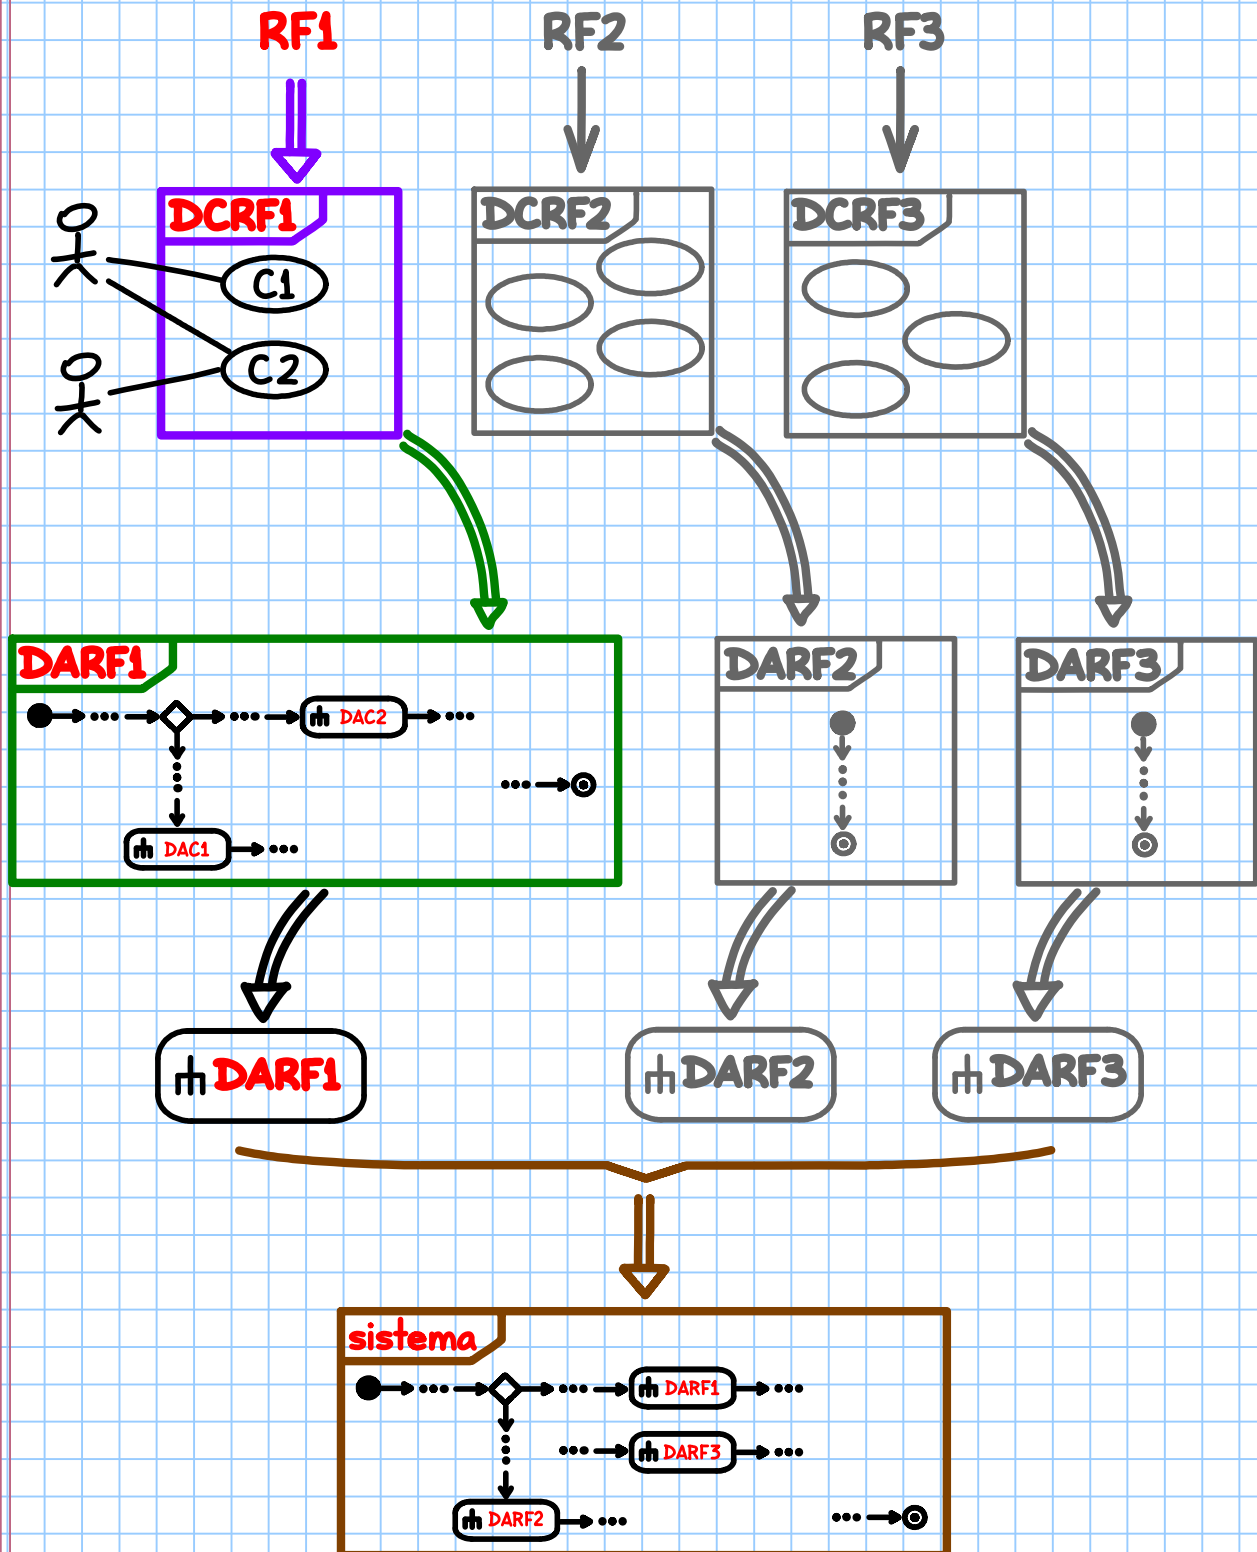 RF1 RF2 RF3
DCRF1 DCRF2 DCRF3
C1
C2
DARF1 DARF2 DARF3
DAC2
DAC1
DARF1 DARF2 DARF3
sistema
DARF1
DARF3
DARF2